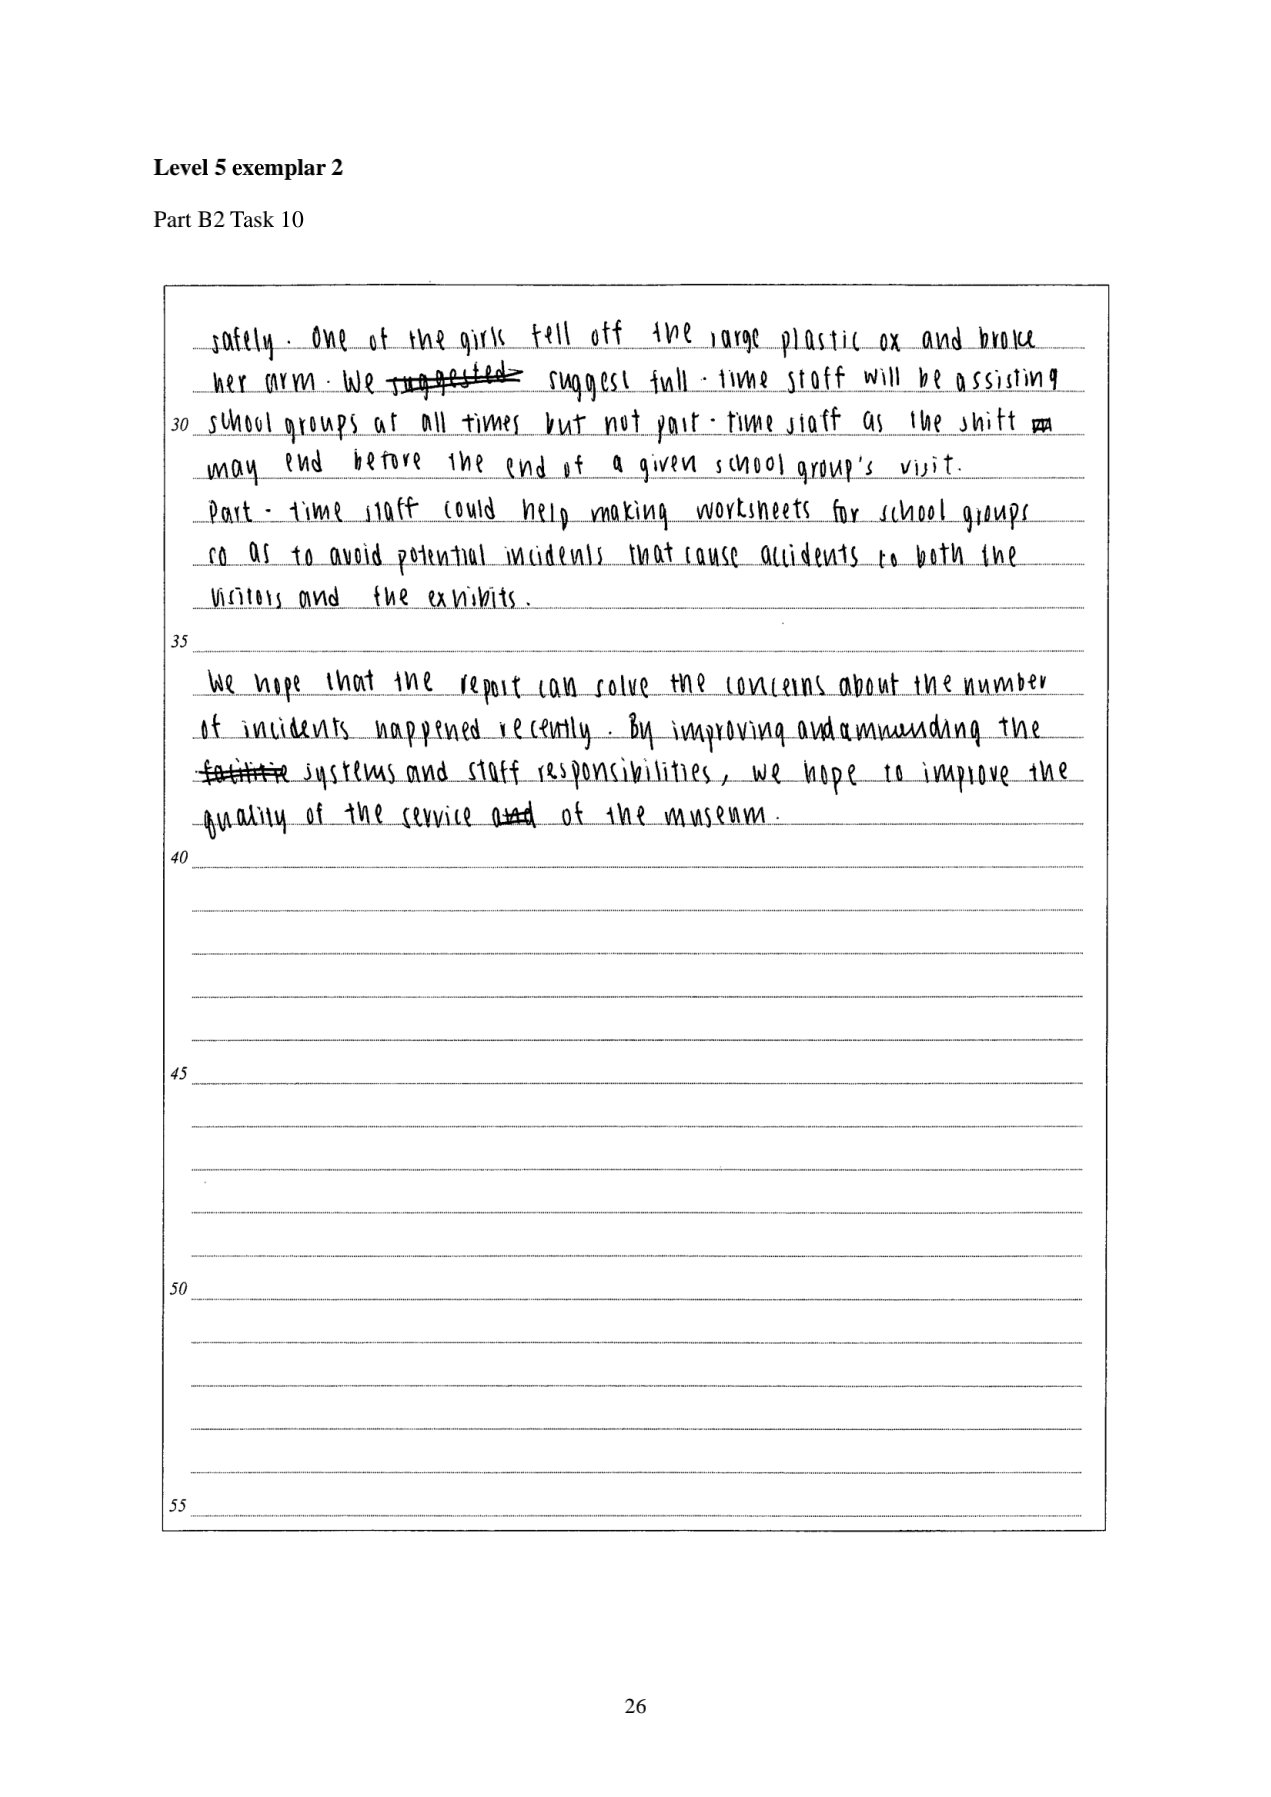 Level 5 exemplar 2
Part B2 Task 10
safely. One of the girls fell off the large plastic ox and broke
her arm. We suggested suggest full-time staff will be assisting
30 school groups at all times but not part-time staff as the shift
may end before the end of a given school group's visit.
Part-time staff could help making worksheets for school groups
so as to avoid potential incidents that cause accidents to both the
visitors and the exhibits.
35
We hope that the report can solve the concerns about the number
of incidents happened recently. By improving and ammunding the
facilitie systems and staff responsibilities, we hope to improve the
quality of the service and of the museum.
40
45
50
55
26